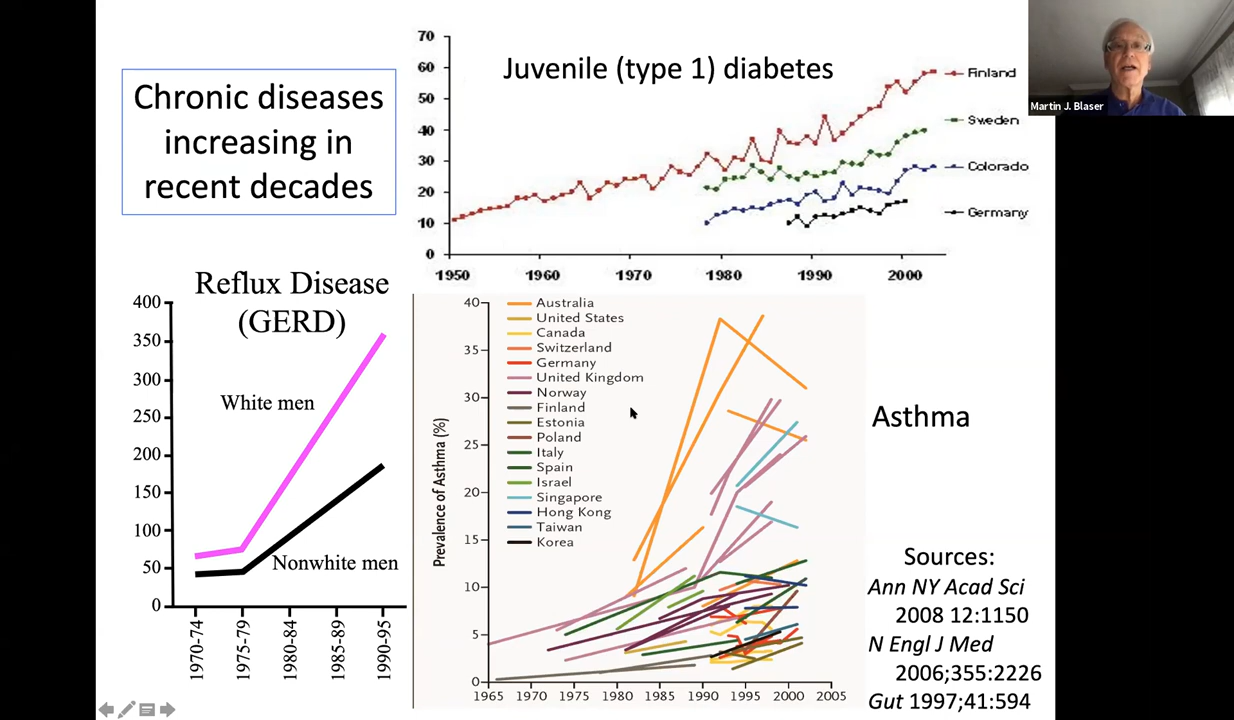 Chronic diseases
increasing in
recent decades
Juvenile (type 1) diabetes
70
60
50
40
30
20
10
0
1950
1960
1970
1980
1990
2000
Finland
Sweden
Colorado
Germany
Martin J. Blaser
Reflux Disease
(GERD)
400
350
300
250
200
150
100
50
0
White men
Nonwhite men
1970-74
1975-79
1980-84
1985-89
1990-95
Prevalence of Asthma (%)
40
35
30
25
20
15
10
5
0
Australia
United States
Canada
Switzerland
Germany
United Kingdom
Norway
Finland
Estonia
Poland
Italy
Spain
Israel
Singapore
Hong Kong
Taiwan
Korea
1965
1970
1975
1980
1985
1990
1995
2000
2005
Asthma
Sources:
Ann NY Acad Sci
2008 12:1150
N Engl J Med
2006;355:2226
Gut 1997;41:594